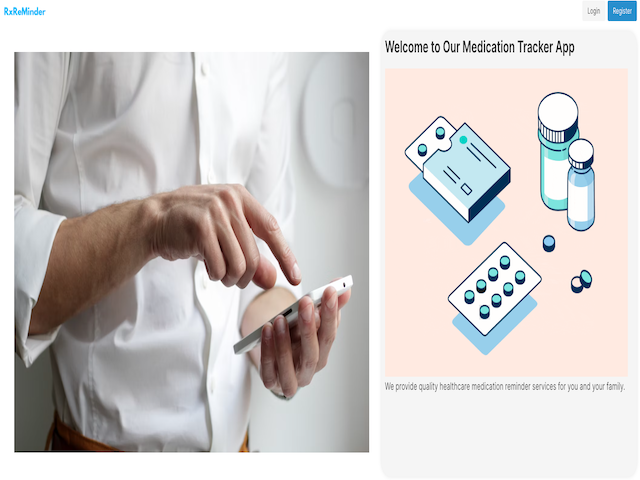 RxReMinder
Login
Register
Welcome to Our Medication Tracker App
We provide quality healthcare medication reminder services for you and your family.